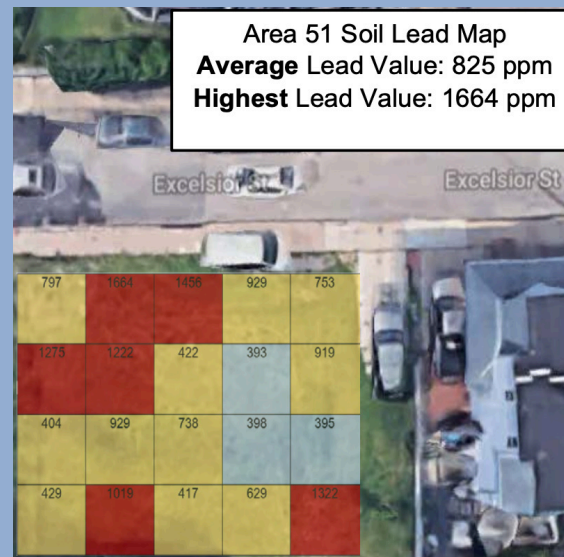 Area 51 Soil Lead Map
Average Lead Value: 825 ppm
Highest Lead Value: 1664 ppm
Excelsior St Excelsior St
797 1664 1456 929 753
1275 1222 422 393 919
404 929 738 398 395
429 1019 417 629 1322